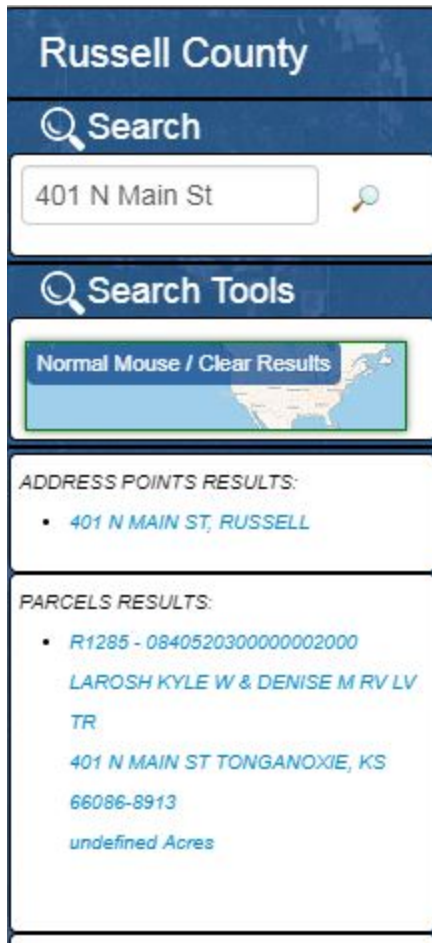 Russell County
Search
401 N Main St
Search Tools
Normal Mouse / Clear Results
ADDRESS POINTS RESULTS:
• 401 N MAIN ST, RUSSELL
PARCELS RESULTS:
• R1285 - 0840520300000002000
LAROSH KYLE W & DENISE M RV LV
TR
401 N MAIN ST TONGANOXIE, KS
66086-8913
undefined Acres